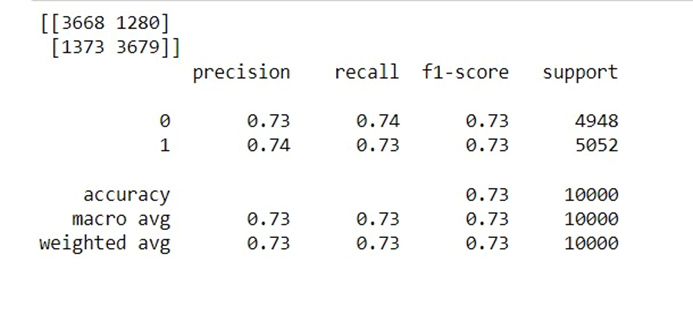 [[3668 1280]
[1373 3679]]
precision recall f1-score support
0 0.73 0.74 0.73 4948
1 0.74 0.73 0.73 5052
accuracy 0.73 10000
macro avg 0.73 0.73 0.73 10000
weighted avg 0.73 0.73 0.73 10000